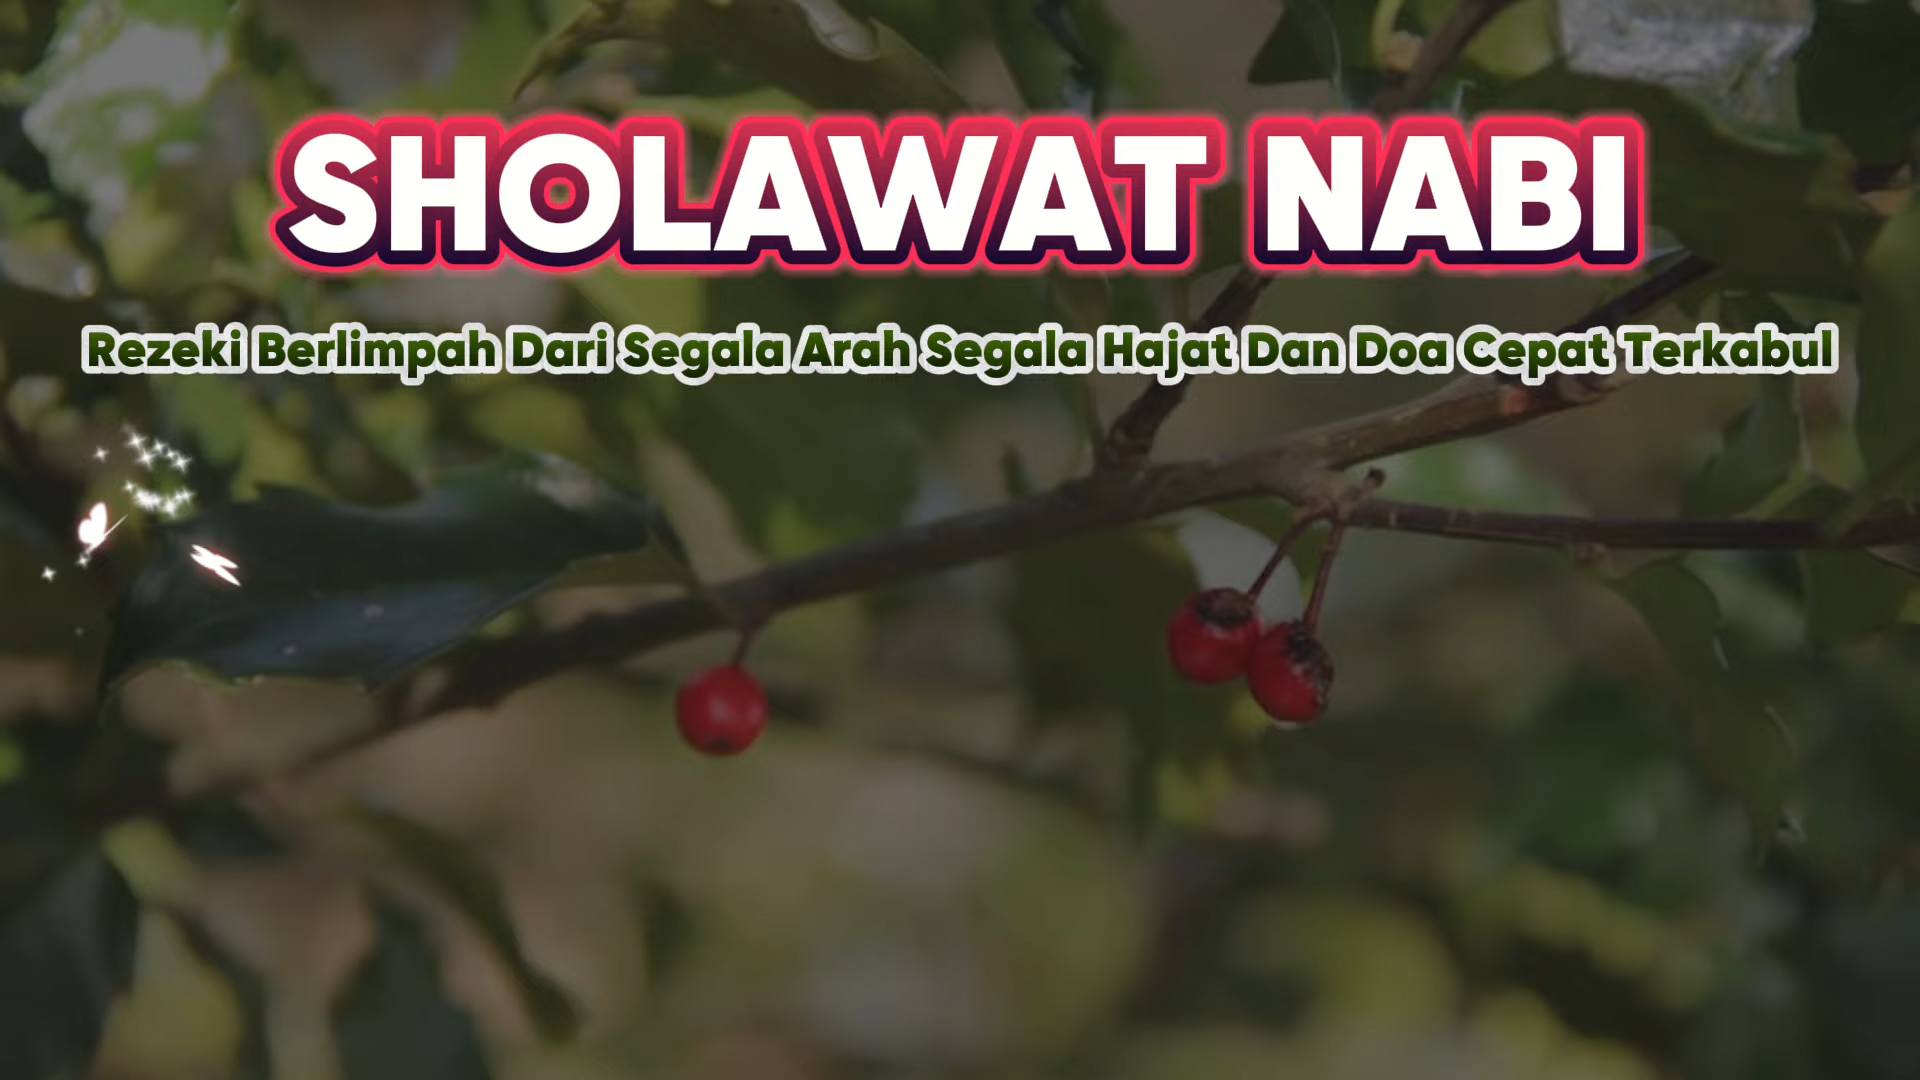 SHOLAWAT NABI
Rezeki Berlimpah Dari Segala Arah Segala Hajat Dan Doa Cepat Terkabul